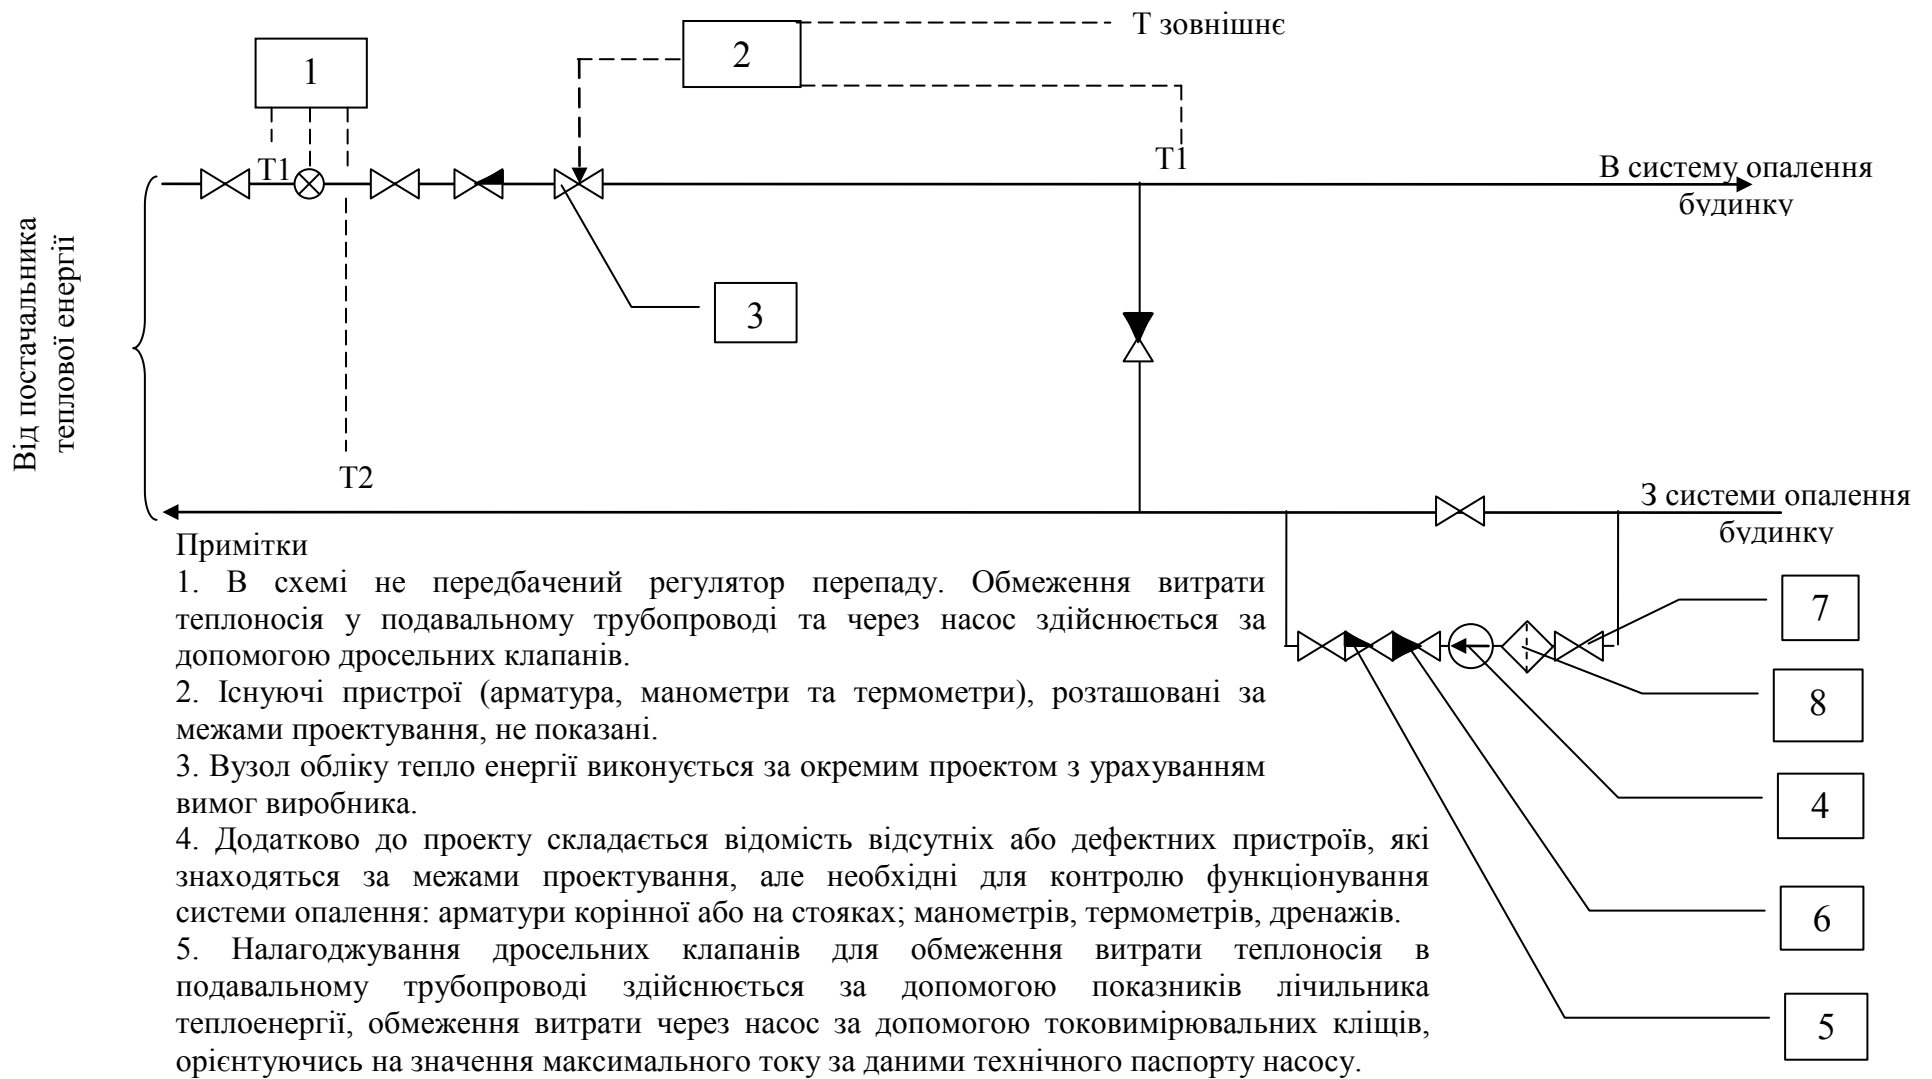 Т зовнішнє
1
2
Т1
Т1
В систему опалення
будинку
Від постачальника
теплової енергії
3
Т2
З системи опалення
будинку
Примітки
1. В схемі не передбачений регулятор перепаду. Обмеження витрати
теплоносія у подавальному трубопроводі та через насос здійснюється за
допомогою дросельних клапанів.
2. Існуючі пристрої (арматура, манометри та термометри), розташовані за
межами проектування, не показані.
3. Вузол обліку тепло енергії виконується за окремим проектом з урахуванням
вимог виробника.
4. Додатково до проекту складається відомість відсутніх або дефектних пристроїв, які
знаходяться за межами проектування, але необхідні для контролю функціонування
системи опалення: арматури корінної або на стояках; манометрів, термометрів, дренажів.
5. Налагоджування дросельних клапанів для обмеження витрати теплоносія в
подавальному трубопроводі здійснюється за допомогою показників лічильника
теплоенергії, обмеження витрати через насос за допомогою токовимірювальних кліщів,
орієнтуючись на значення максимального току за даними технічного паспорту насосу.
7
8
4
6
5